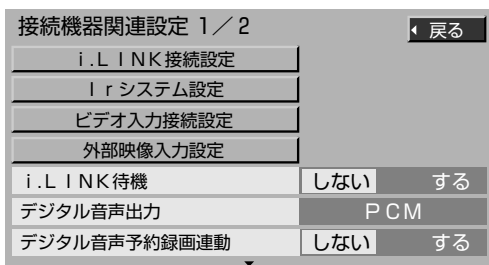 接続機器関連設定 1／2
戻る
i.LINK接続設定
Irシステム設定
ビデオ入力接続設定
外部映像入力設定
i.LINK待機 しない する
デジタル音声出力 PCM
デジタル音声予約録画連動 しない する